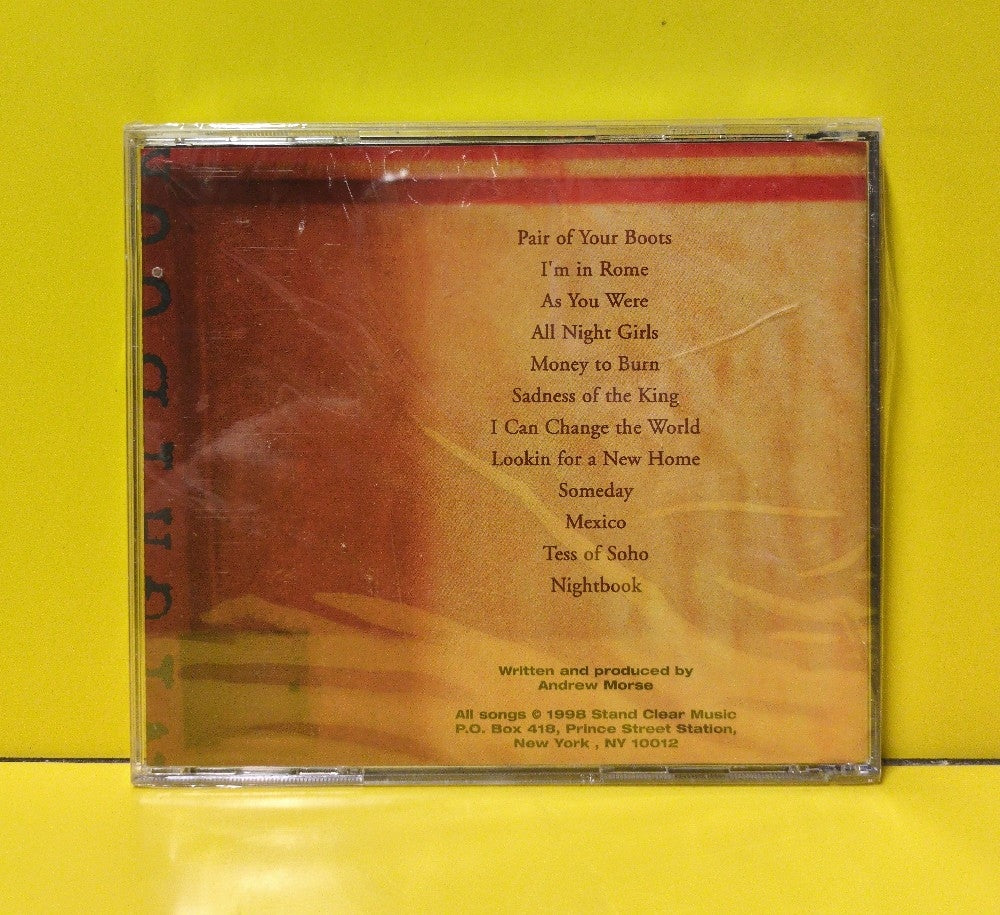 Pair of Your Boots
I'm in Rome
As You Were
All Night Girls
Money to Burn
Sadness of the King
I Can Change the World
Lookin for a New Home
Someday
Mexico
Tess of Soho
Nightbook
Written and produced by
Andrew Morse
All songs © 1998 Stand Clear Music
P.O. Box 418, Prince Street Station,
New York , NY 10012